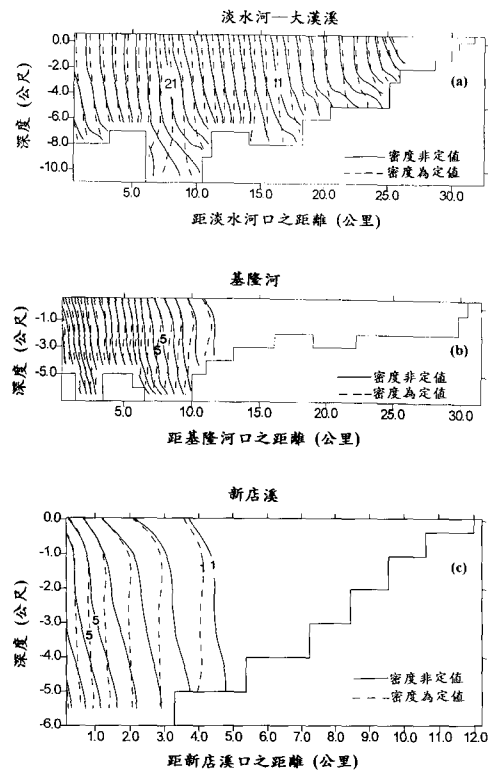 淡水河—大漢溪
0.0
-2.0
-4.0
-6.0
-8.0
-10.0
深度 (公尺)
21
11
(a)
密度非定値
密度為定値
5.0 10.0 15.0 20.0 25.0 30.0
距淡水河口之距離 (公里)
基隆河
-1.0
-3.0
-5.0
深度 (公尺)
5
5
(b)
密度非定値
密度為定値
5.0 10.0 15.0 20.0 25.0 30.0
距基隆河口之距離 (公里)
新店溪
0.0
-1.0
-2.0
-3.0
-4.0
-5.0
-6.0
深度 (公尺)
5
5
1 1
(c)
密度非定値
密度為定値
1.0 2.0 3.0 4.0 5.0 6.0 7.0 8.0 9.0 10.0 11.0 12.0
距新店溪口之距離 (公里)